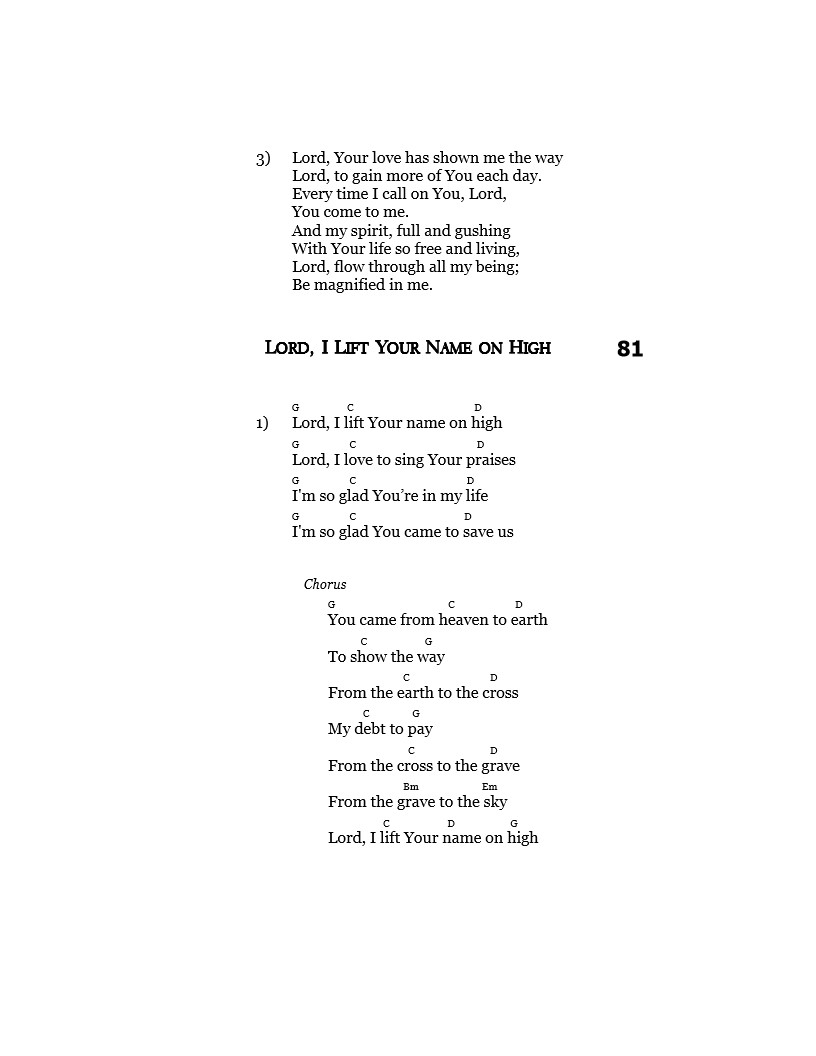 3) Lord, Your love has shown me the way
Lord, to gain more of You each day.
Every time I call on You, Lord,
You come to me.
And my spirit, full and gushing
With Your life so free and living,
Lord, flow through all my being;
Be magnified in me.
LORD, I LIFT YOUR NAME ON HIGH 81
G C D
1) Lord, I lift Your name on high
G C D
Lord, I love to sing Your praises
G C D
I'm so glad You’re in my life
G C D
I'm so glad You came to save us
Chorus
G C D
You came from heaven to earth
C G
To show the way
C D
From the earth to the cross
C G
My debt to pay
C D
From the cross to the grave
Bm Em
From the grave to the sky
C D G
Lord, I lift Your name on high